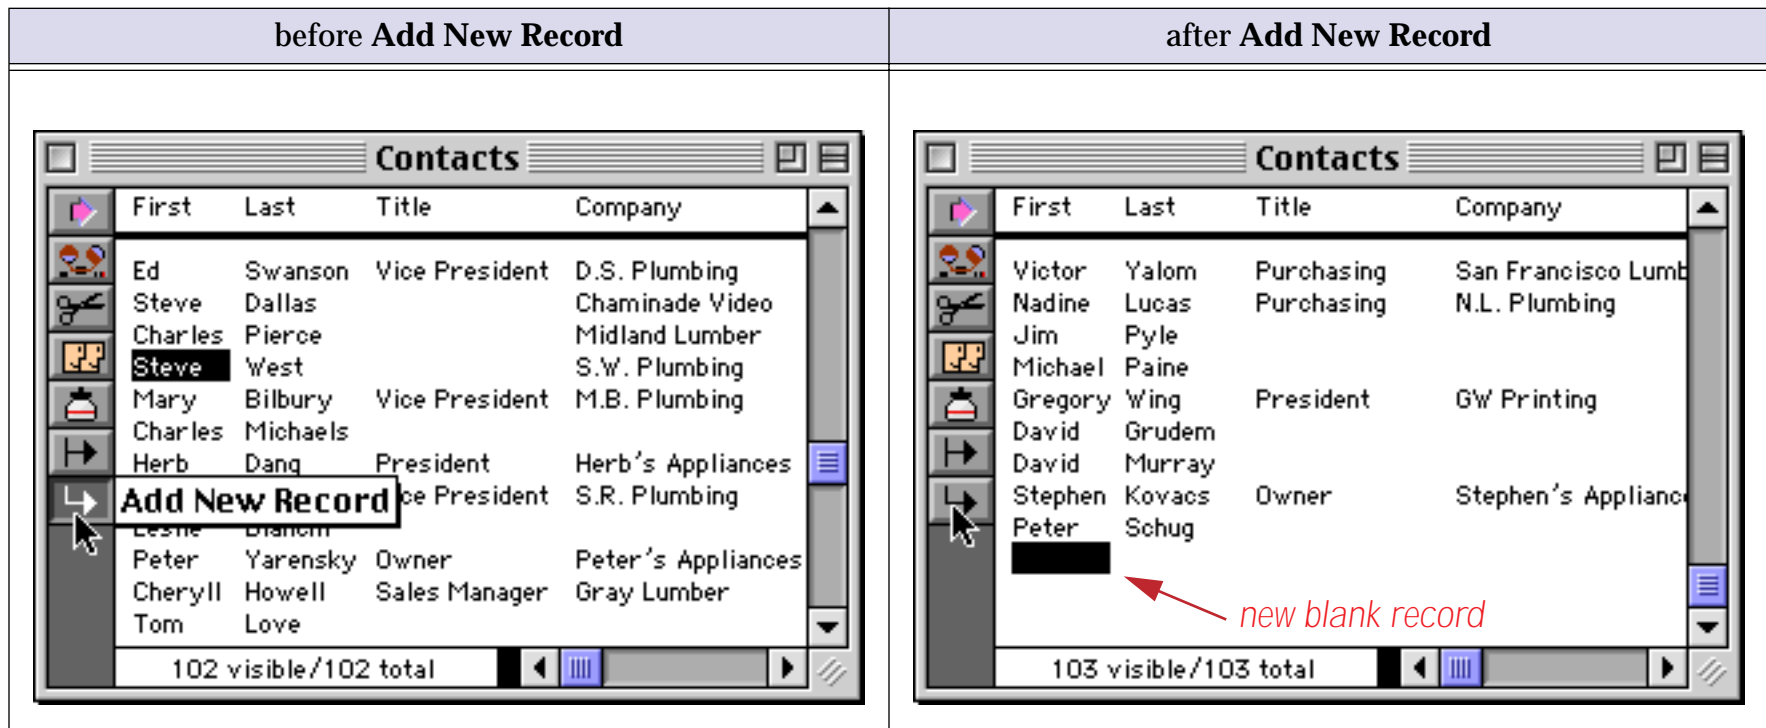 before Add New Record
after Add New Record
Contacts
First Last Title Company
Ed Swanson Vice President D.S. Plumbing
Steve Dallas Chaminade Video
Charles Pierce Midland Lumber
Steve West S.W. Plumbing
Mary Bilbury Vice President M.B. Plumbing
Charles Michaels
Herb Dang President Herb's Appliances
Add New Record ice President S.R. Plumbing
Peter Yarensky Owner Peter's Appliances
Cheryll Howell Sales Manager Gray Lumber
Tom Love
102 visible/102 total
Contacts
First Last Title Company
Victor Yalom Purchasing San Francisco Lumb
Nadine Lucas Purchasing N.L. Plumbing
Jim Pyle
Michael Paine
Gregory Wing President GW Printing
David Grudem
David Murray
Stephen Kovacs Owner Stephen's Applianc
Peter Schug
new blank record
103 visible/103 total